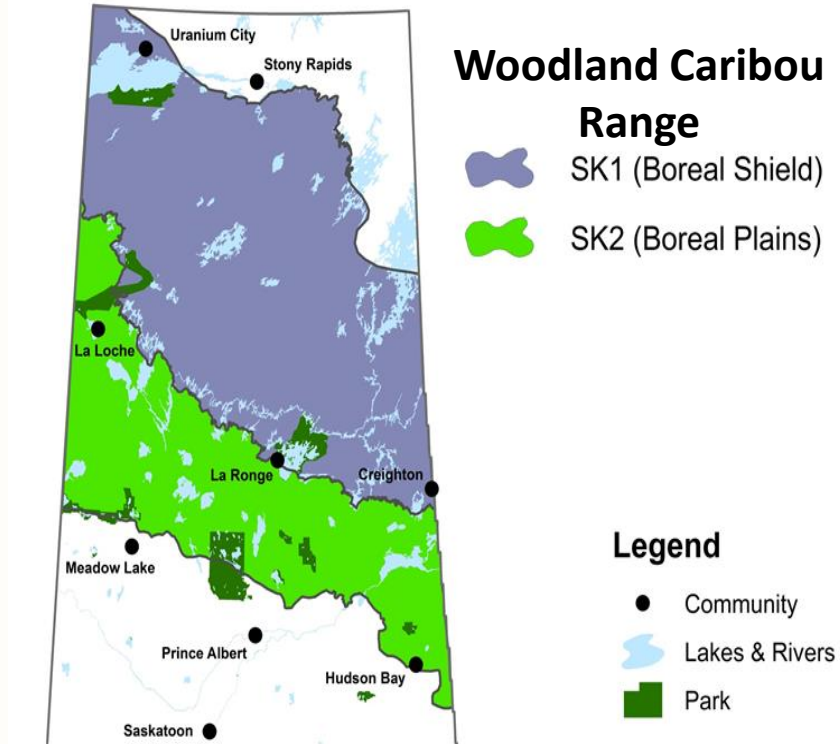 Uranium City
Stony Rapids
Woodland Caribou
Range
SK1 (Boreal Shield)
SK2 (Boreal Plains)
La Loche
La Ronge
Creighton
Meadow Lake
Prince Albert
Hudson Bay
Saskatoon
Legend
Community
Lakes & Rivers
Park